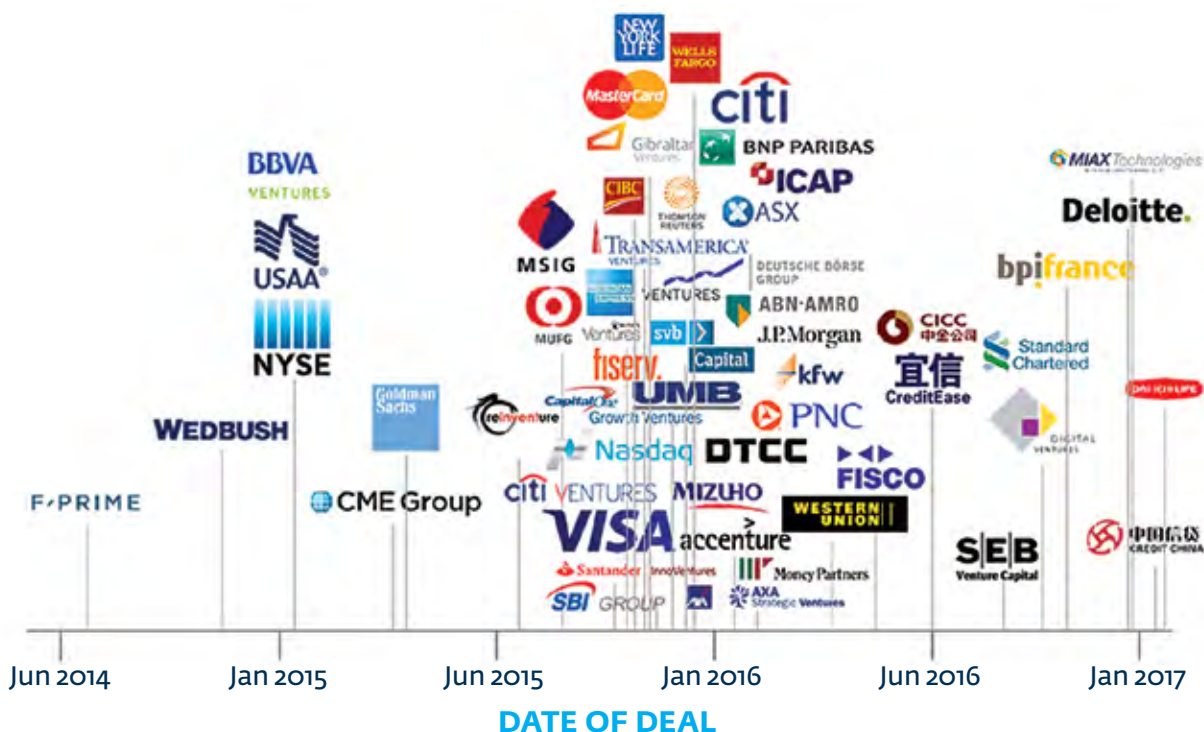 NEW
YORK
LIFE
WELLS
FARGO
MasterCard
citi
Gibraltar
Ventures
BNP PARIBAS
BBVA
VENTURES
MIAX Technologies
ICAP
CIBC
THOMSON
REUTERS
ASX
Deloitte.
USAA®
MSIG
TRANSAMERICA®
VENTURES
DEUTSCHE BÖRSE
GROUP
bpifrance
VENTURES
ABN·AMRO
NYSE
MUFG
Ventures
svb
J.P.Morgan
CICC
中金公司
Standard
Chartered
fiserv.
Capital
kfw
宜信
CreditEase
DAI-ICHI LIFE
Goldman
Sachs
reinventure
CapitalOne
Growth Ventures
UMB
PNC
WEDBUSH
DIGITAL
VENTURES
Nasdaq
DTCC
FISCO
F-PRIME
CME Group
citi VENTURES
MIZUHO
WESTERN
UNION
VISA
accenture
S|E|B
Venture Capital
中国信贷
CREDIT CHINA
Santander InnoVentures
Money Partners
SBI GROUP
AXA
AXA
Strategic Ventures
Jun 2014
Jan 2015
Jun 2015
Jan 2016
Jun 2016
Jan 2017
DATE OF DEAL